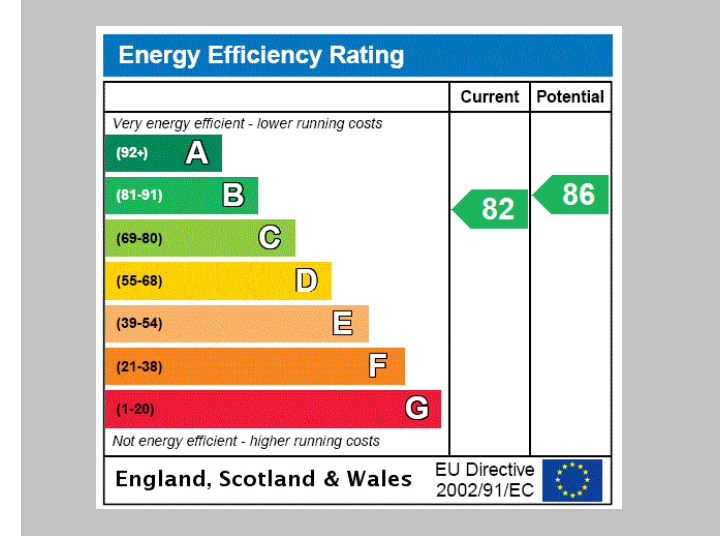 Energy Efficiency Rating
Current Potential
Very energy efficient - lower running costs
(92+) A
(81-91) B
(69-80) C
(55-68) D
(39-54) E
(21-38) F
(1-20) G
82
86
Not energy efficient - higher running costs
England, Scotland & Wales
EU Directive
2002/91/EC